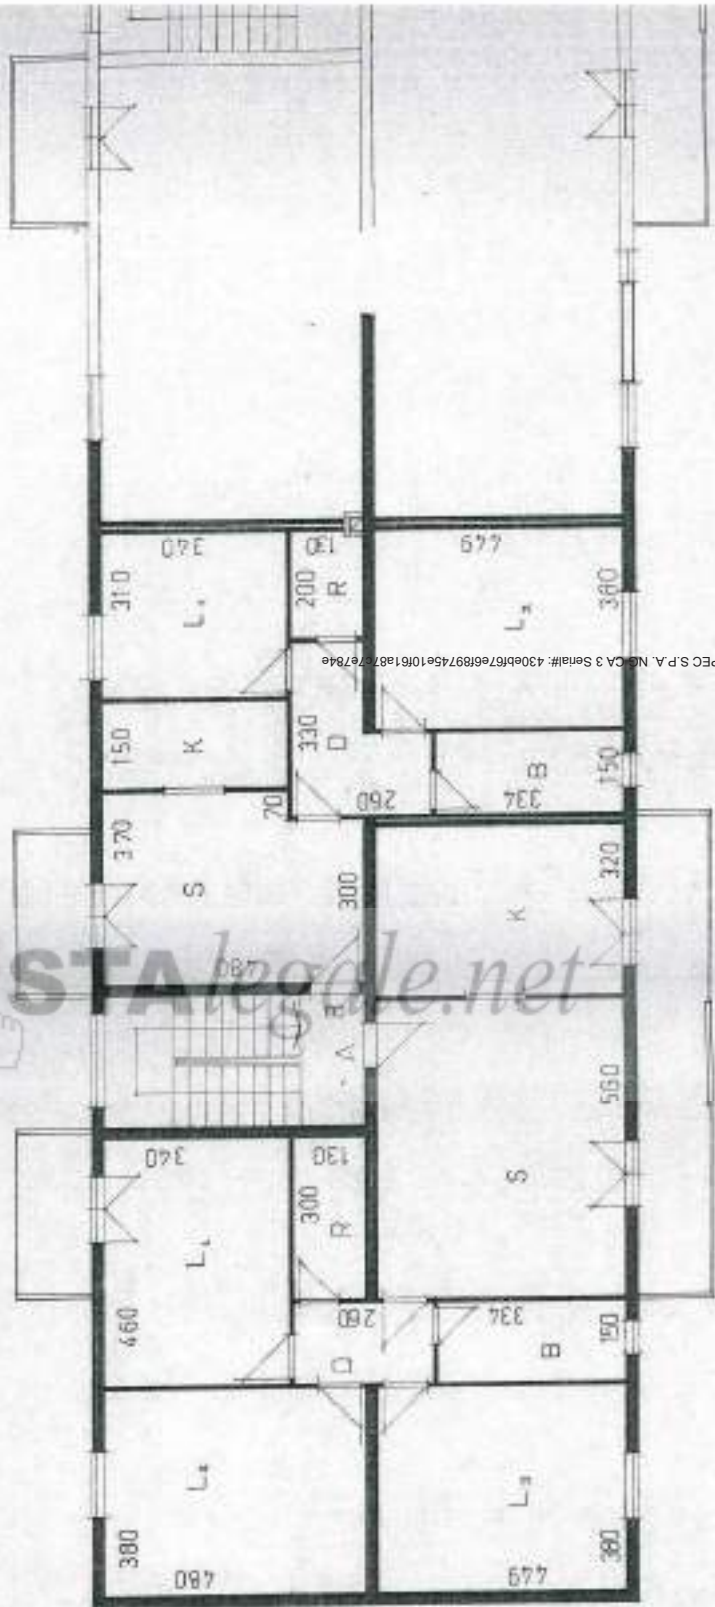 340
310
L₁
130
200
R
449
380
L₂
PEC S.P.A. NG CA 3 Serial#: 430ebf67e6ff89745e10f61a87c7e784e
150
K
330
D
334
B
150
260
70
370
S
300
480
320
K
STAlegale.net
R
A
560
S
340
L₁
460
130
300
R
260
D
334
B
150
L₂
380
480
L₃
449
380